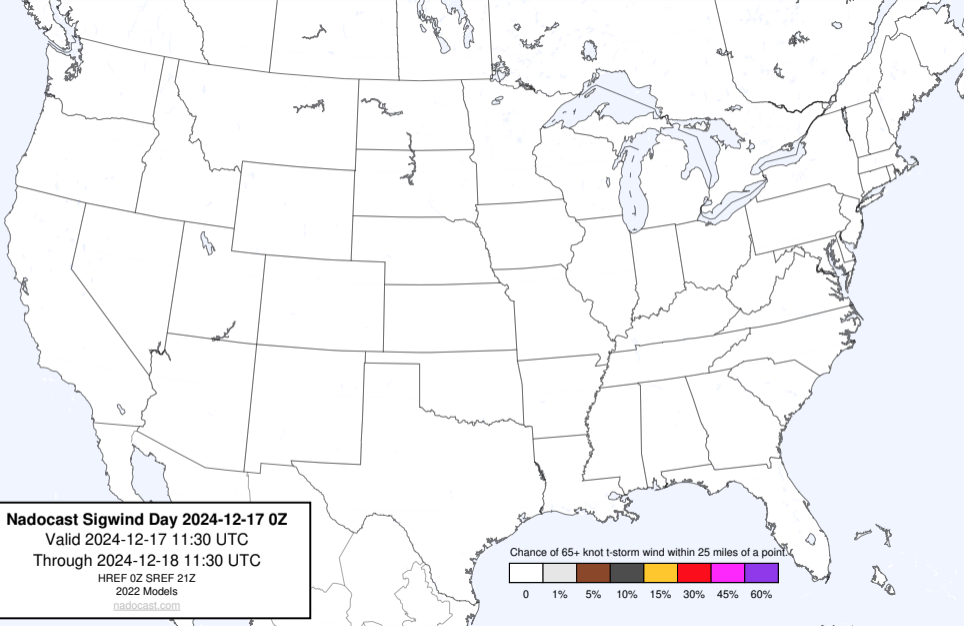 Nadocast Sigwind Day 2024-12-17 0Z
Valid 2024-12-17 11:30 UTC
Through 2024-12-18 11:30 UTC
HREF 0Z SREF 21Z
2022 Models
nadocast.com
Chance of 65+ knot t-storm wind within 25 miles of a point.
0 1% 5% 10% 15% 30% 45% 60%